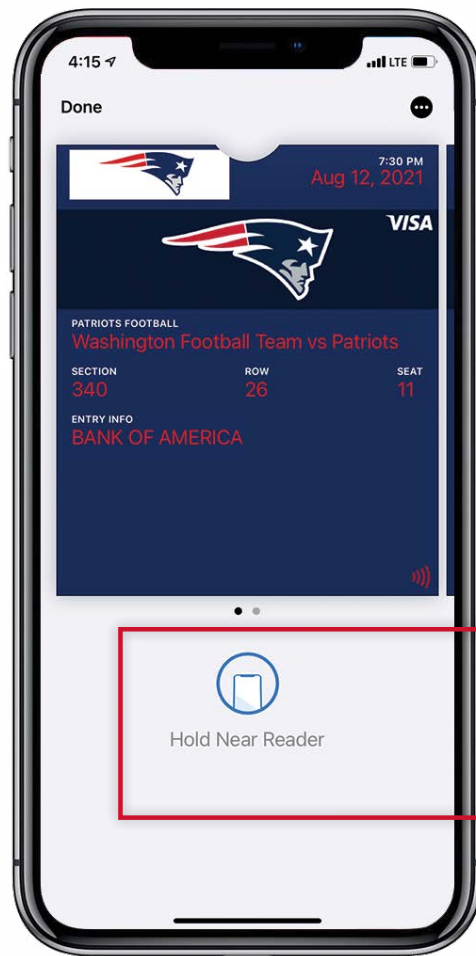 4:15 LTE
Done
7:30 PM
Aug 12, 2021
VISA
PATRIOTS FOOTBALL
Washington Football Team vs Patriots
SECTION ROW SEAT
340 26 11
ENTRY INFO
BANK OF AMERICA
Hold Near Reader